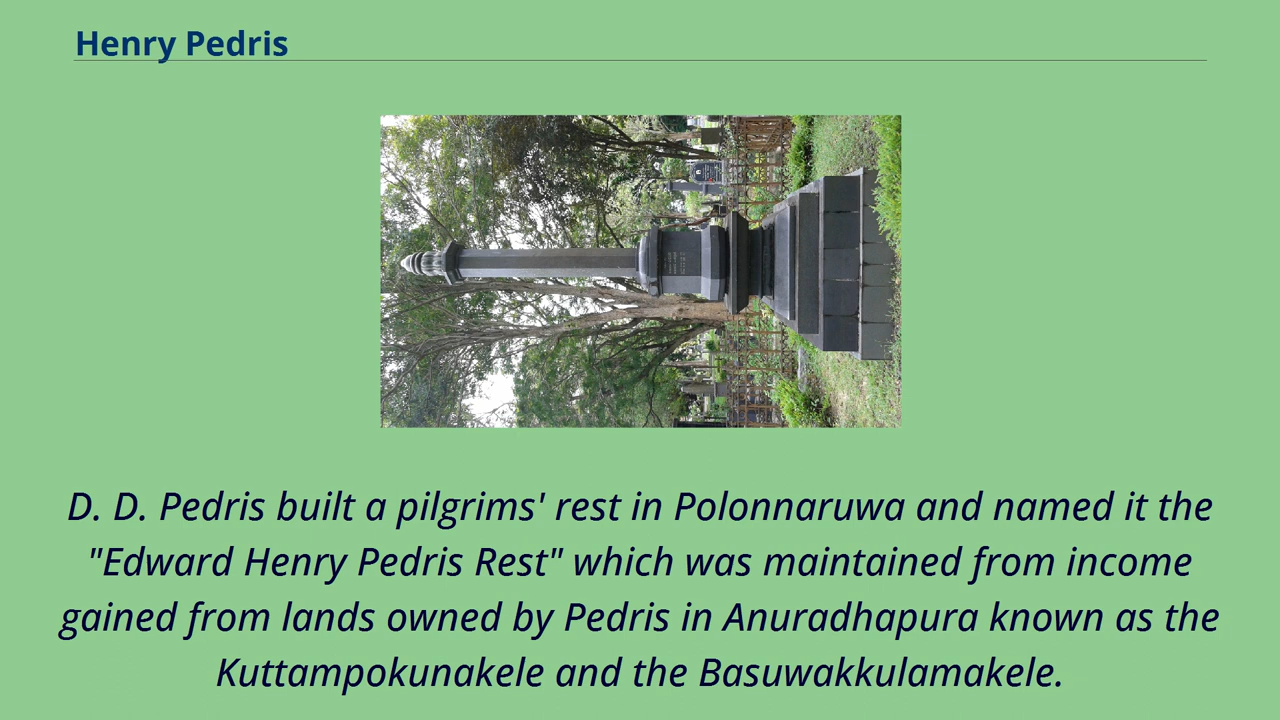 Henry Pedris
D. D. Pedris built a pilgrims' rest in Polonnaruwa and named it the
"Edward Henry Pedris Rest" which was maintained from income
gained from lands owned by Pedris in Anuradhapura known as the
Kuttampokunakele and the Basuwakkulamakele.